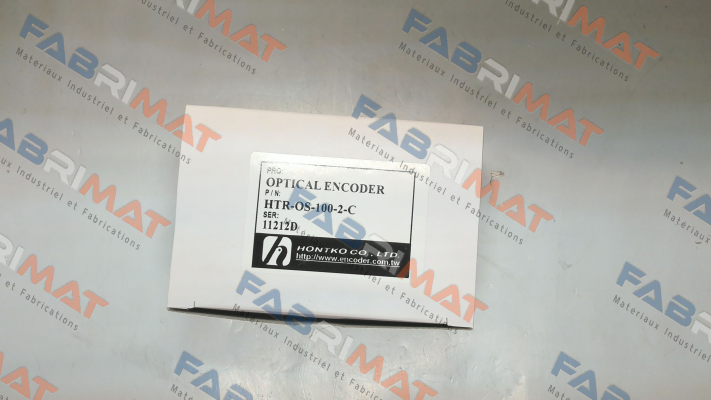 PRO:
OPTICAL ENCODER
P / N:
HTR-OS-100-2-C
SER:
11212D
HONTKO CO., LTD.
http://www.encoder.com.tw
FABRIMAT
Materiaux Industriel et Fabrications